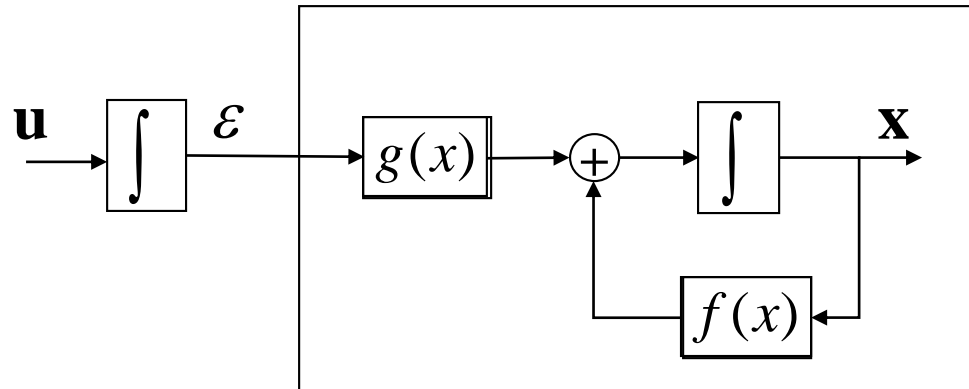 u
∫
ε
g(x)
+
∫
x
f(x)